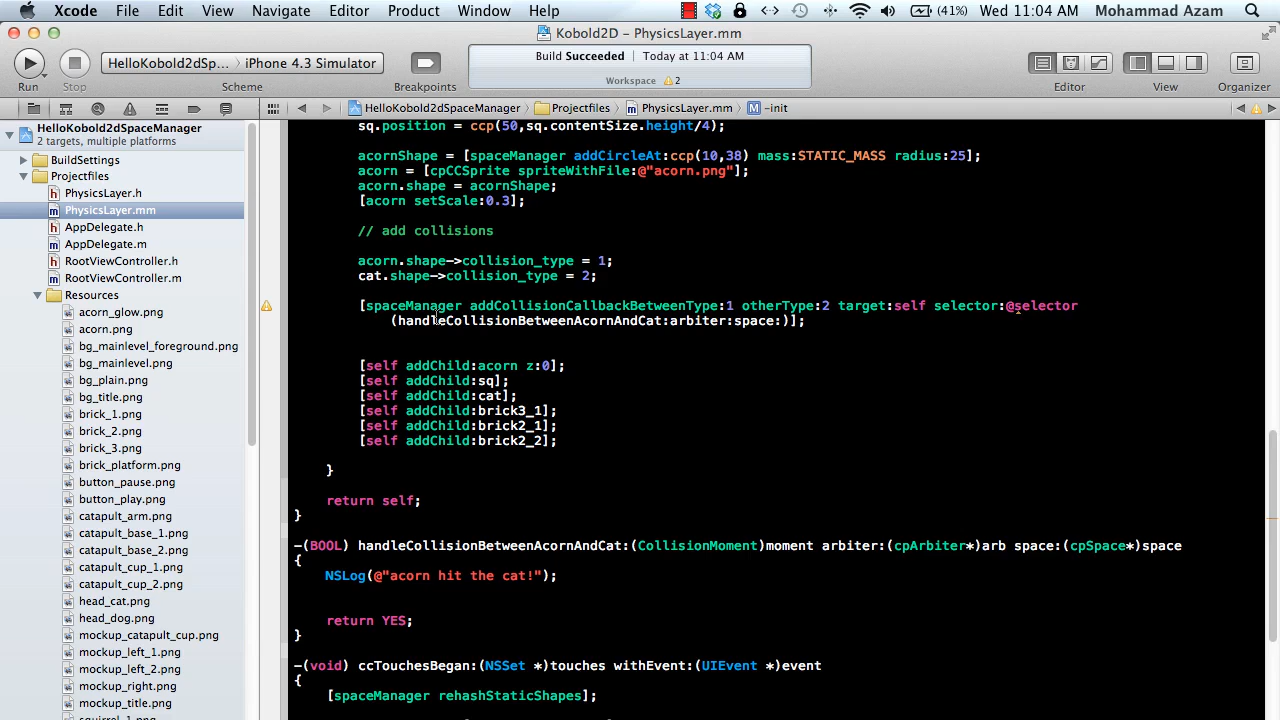 Xcode File Edit View Navigate Editor Product Window Help (41%) Wed 11:04 AM Mohammad Azam
Kobold2D – PhysicsLayer.mm
HelloKobold2dSp... iPhone 4.3 Simulator
Build Succeeded Today at 11:04 AM
Workspace 2
Run Stop Scheme Breakpoints Editor View Organizer
HelloKobold2dSpaceManager Projectfiles PhysicsLayer.mm -init
HelloKobold2dSpaceManager
2 targets, multiple platforms
BuildSettings
Projectfiles
PhysicsLayer.h
PhysicsLayer.mm
AppDelegate.h
AppDelegate.m
RootViewController.h
RootViewController.m
Resources
acorn_glow.png
acorn.png
bg_mainlevel_foreground.png
bg_mainlevel.png
bg_plain.png
bg_title.png
brick_1.png
brick_2.png
brick_3.png
brick_platform.png
button_pause.png
button_play.png
catapult_arm.png
catapult_base_1.png
catapult_base_2.png
catapult_cup_1.png
catapult_cup_2.png
head_cat.png
head_dog.png
mockup_catapult_cup.png
mockup_left_1.png
mockup_left_2.png
mockup_right.png
mockup_title.png
squirrel_1.png
sq.position = ccp(50,sq.contentSize.height/4);
acornShape = [spaceManager addCircleAt:ccp(10,38) mass:STATIC_MASS radius:25];
acorn = [cpCCSprite spriteWithFile:@"acorn.png"];
acorn.shape = acornShape;
[acorn setScale:0.3];
// add collisions
acorn.shape->collision_type = 1;
cat.shape->collision_type = 2;
[spaceManager addCollisionCallbackBetweenType:1 otherType:2 target:self selector:@selector
(handleCollisionBetweenAcornAndCat:arbiter:space:)];
[self addChild:acorn z:0];
[self addChild:sq];
[self addChild:cat];
[self addChild:brick3_1];
[self addChild:brick2_1];
[self addChild:brick2_2];
}
return self;
}
-(BOOL) handleCollisionBetweenAcornAndCat:(CollisionMoment)moment arbiter:(cpArbiter*)arb space:(cpSpace*)space
{
NSLog(@"acorn hit the cat!");
return YES;
}
-(void) ccTouchesBegan:(NSSet *)touches withEvent:(UIEvent *)event
{
[spaceManager rehashStaticShapes];